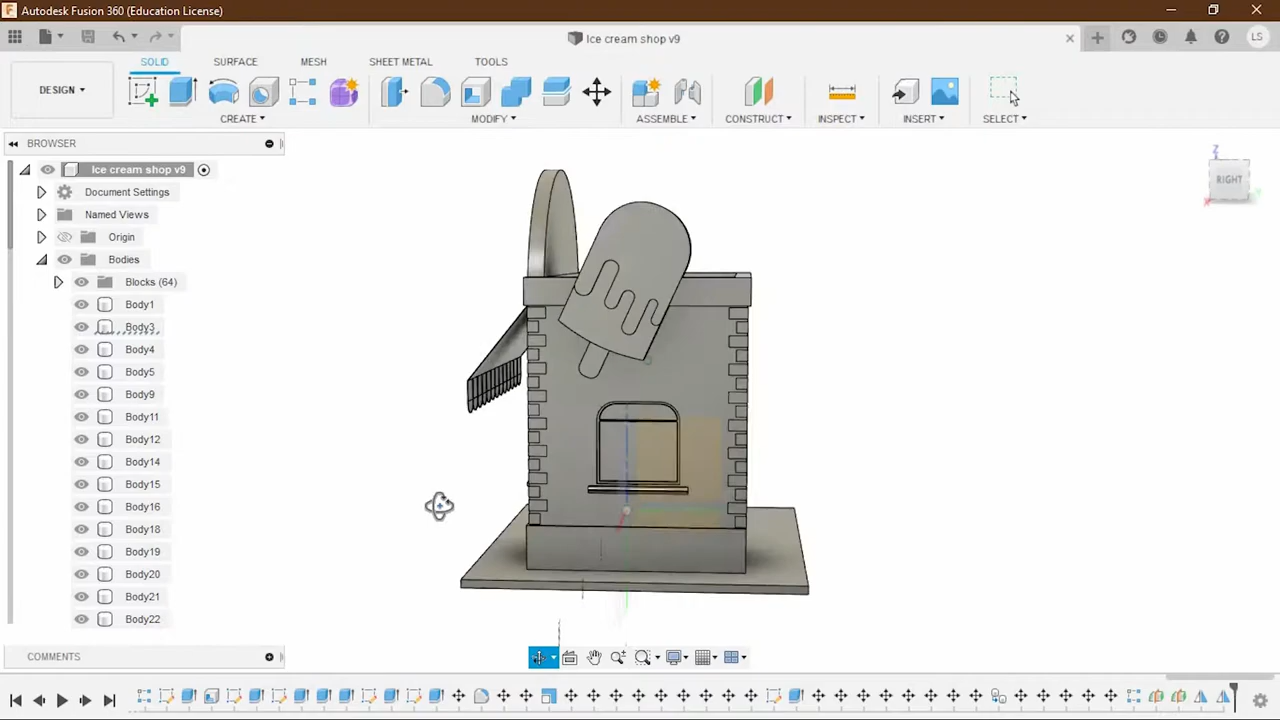 Autodesk Fusion 360 (Education License)
Ice cream shop v9
LS
SOLID SURFACE MESH SHEET METAL TOOLS
DESIGN
CREATE MODIFY ASSEMBLE CONSTRUCT INSPECT INSERT SELECT
BROWSER
Z
RIGHT
Ice cream shop v9
Document Settings
Named Views
Origin
Bodies
Blocks (64)
Body1
Body3
Body4
Body5
Body9
Body11
Body12
Body14
Body15
Body16
Body18
Body19
Body20
Body21
Body22
COMMENTS